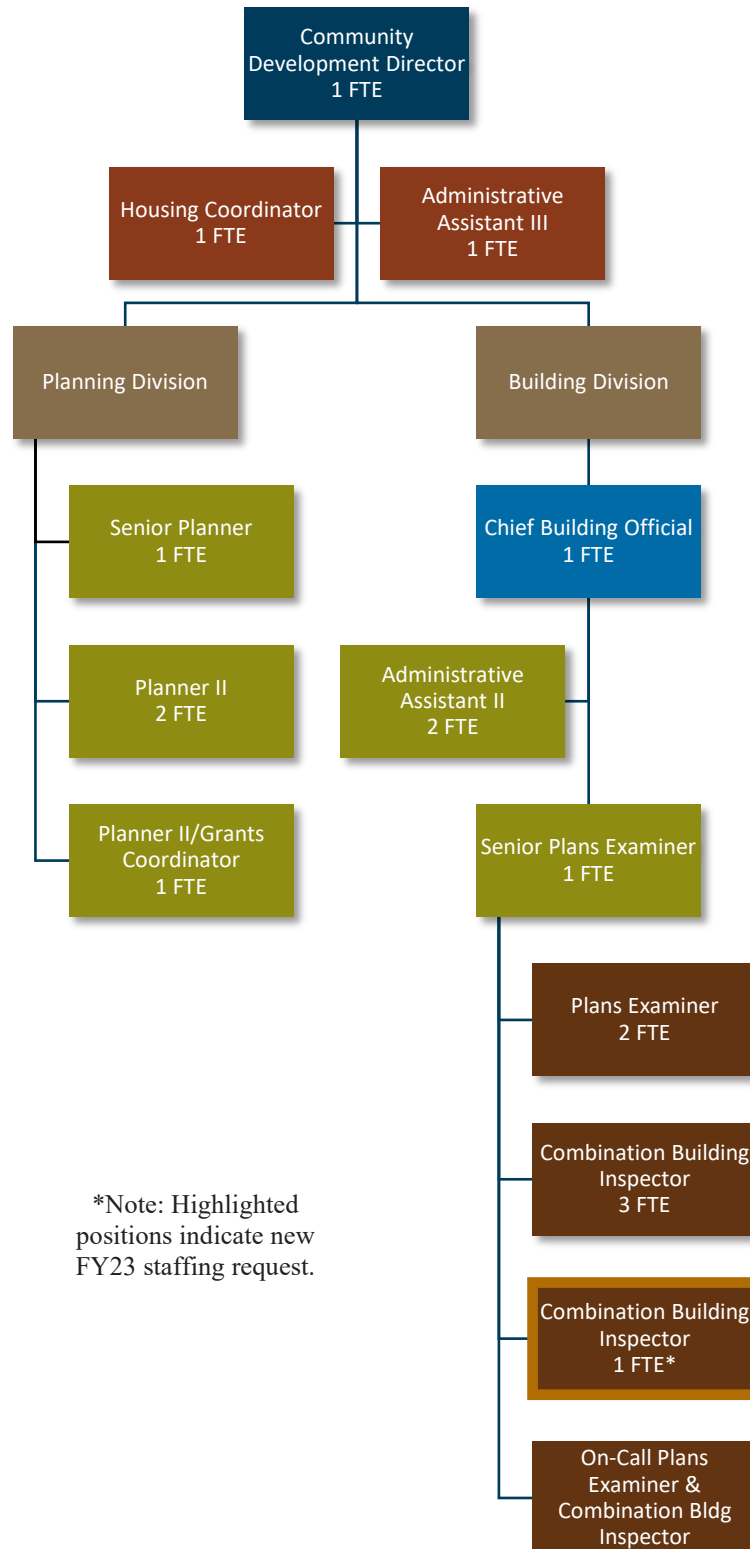 Community
Development Director
1 FTE
Housing Coordinator
1 FTE
Administrative
Assistant III
1 FTE
Planning Division
Building Division
Senior Planner
1 FTE
Chief Building Official
1 FTE
Planner II
2 FTE
Administrative
Assistant II
2 FTE
Planner II/Grants
Coordinator
1 FTE
Senior Plans Examiner
1 FTE
Plans Examiner
2 FTE
Combination Building
Inspector
3 FTE
*Note: Highlighted
positions indicate new
FY23 staffing request.
Combination Building
Inspector
1 FTE*
On-Call Plans
Examiner &
Combination Bldg
Inspector